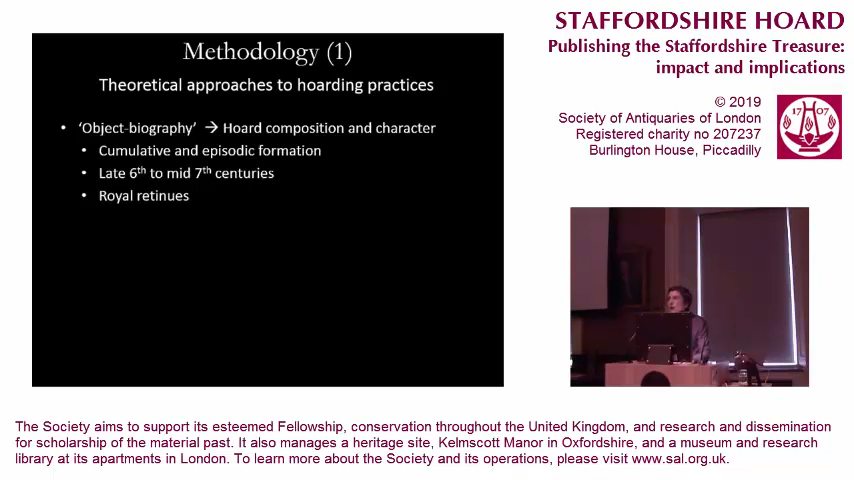 Methodology (1)
Theoretical approaches to hoarding practices
• 'Object-biography' → Hoard composition and character
• Cumulative and episodic formation
• Late 6th to mid 7th centuries
• Royal retinues
STAFFORDSHIRE HOARD
Publishing the Staffordshire Treasure:
impact and implications
© 2019
Society of Antiquaries of London
Registered charity no 207237
Burlington House, Piccadilly
17 07
The Society aims to support its esteemed Fellowship, conservation throughout the United Kingdom, and research and dissemination
for scholarship of the material past. It also manages a heritage site, Kelmscott Manor in Oxfordshire, and a museum and research
library at its apartments in London. To learn more about the Society and its operations, please visit www.sal.org.uk.